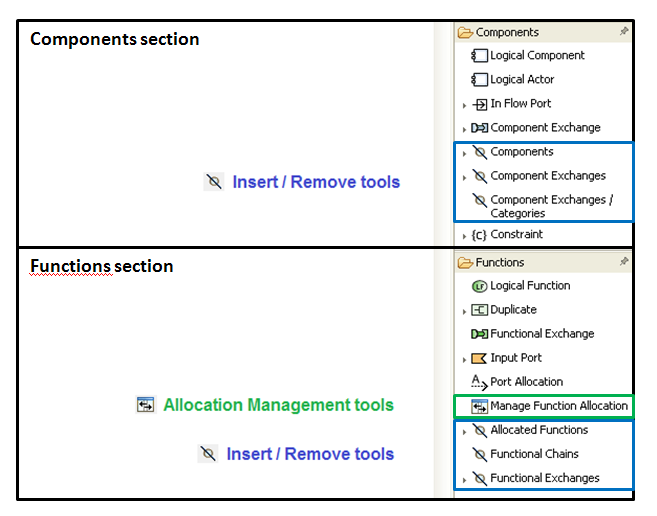 Components section
Components
Logical Component
Logical Actor
In Flow Port
Component Exchange
Components
Insert / Remove tools
Component Exchanges
Component Exchanges /
Categories
{C} Constraint
Functions section
Functions
LF Logical Function
Duplicate
Functional Exchange
Input Port
A Port Allocation
Allocation Management tools
Manage Function Allocation
Allocated Functions
Insert / Remove tools
Functional Chains
Functional Exchanges